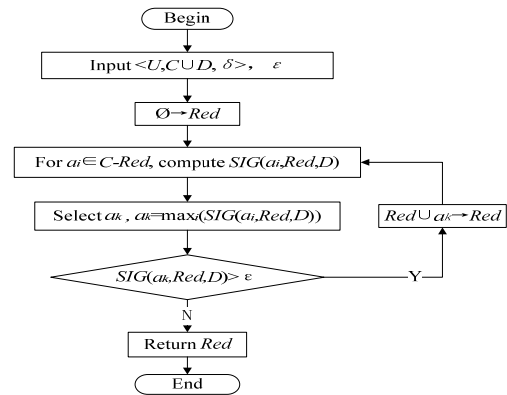 Begin
Input <U,C∪D, δ>， ε
Ø→Red
For ai∈C-Red, compute SIG(ai,Red,D)
Select ak , ak=maxi(SIG(ai,Red,D))
Red∪ak→Red
SIG(ak,Red,D)> ε
Y
N
Return Red
End